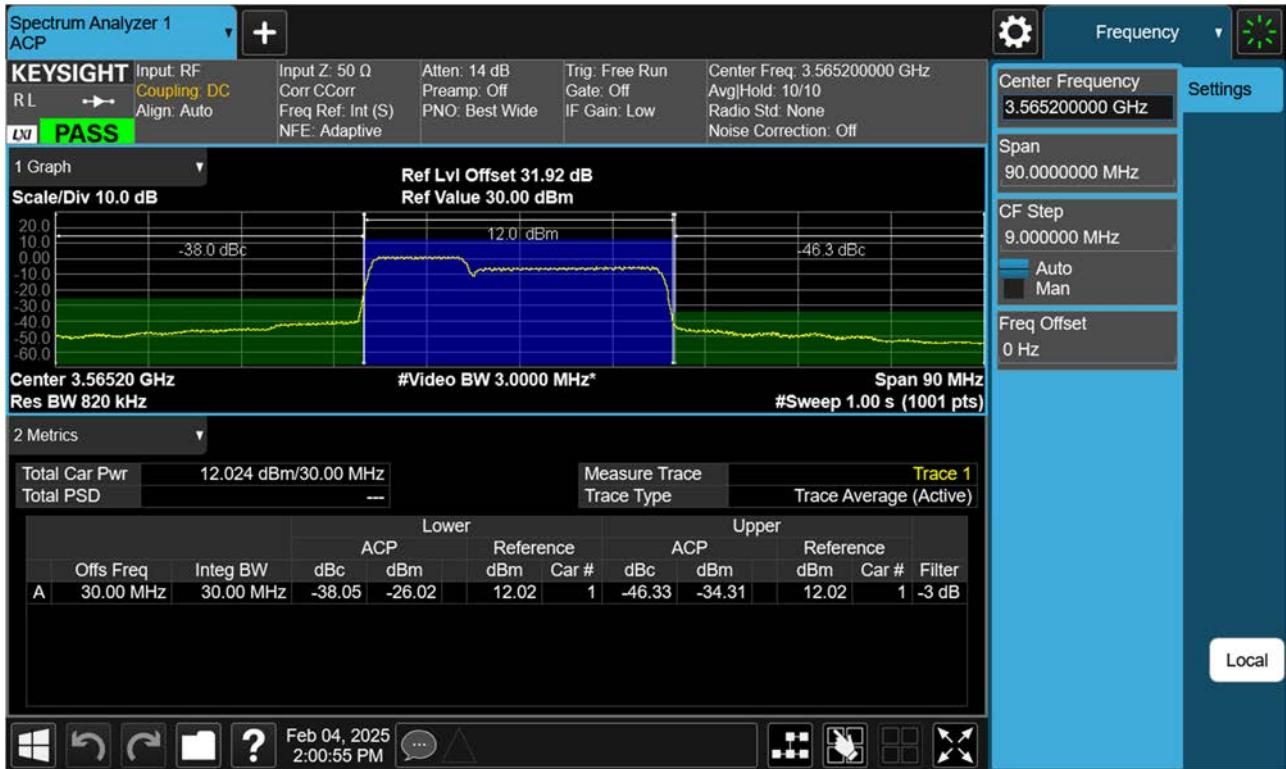 Spectrum Analyzer 1
ACP
+
Frequency
KEYSIGHT
RL
LXI
PASS
Input: RF
Coupling: DC
Align: Auto
Input Z: 50 Ω
Corr CCorr
Freq Ref: Int (S)
NFE: Adaptive
Atten: 14 dB
Preamp: Off
PNO: Best Wide
Trig: Free Run
Gate: Off
IF Gain: Low
Center Freq: 3.565200000 GHz
Avg|Hold: 10/10
Radio Std: None
Noise Correction: Off
Center Frequency
3.565200000 GHz
Settings
Span
90.0000000 MHz
CF Step
9.000000 MHz
Auto
Man
Freq Offset
0 Hz
Local
1 Graph
Scale/Div 10.0 dB
Ref Lvl Offset 31.92 dB
Ref Value 30.00 dBm
20.0
10.0
0.00
-10.0
-20.0
-30.0
-40.0
-50.0
-60.0
-38.0 dBc
12.0 dBm
-46.3 dBc
Center 3.56520 GHz
#Video BW 3.0000 MHz*
Span 90 MHz
Res BW 820 kHz
#Sweep 1.00 s (1001 pts)
2 Metrics
Total Car Pwr 12.024 dBm/30.00 MHz
Total PSD ---
Measure Trace Trace 1
Trace Type Trace Average (Active)
Lower Upper
ACP Reference ACP Reference
Offs Freq Integ BW dBc dBm dBm Car # dBc dBm dBm Car # Filter
A 30.00 MHz 30.00 MHz -38.05 -26.02 12.02 1 -46.33 -34.31 12.02 1 -3 dB
?
Feb 04, 2025
2:00:55 PM